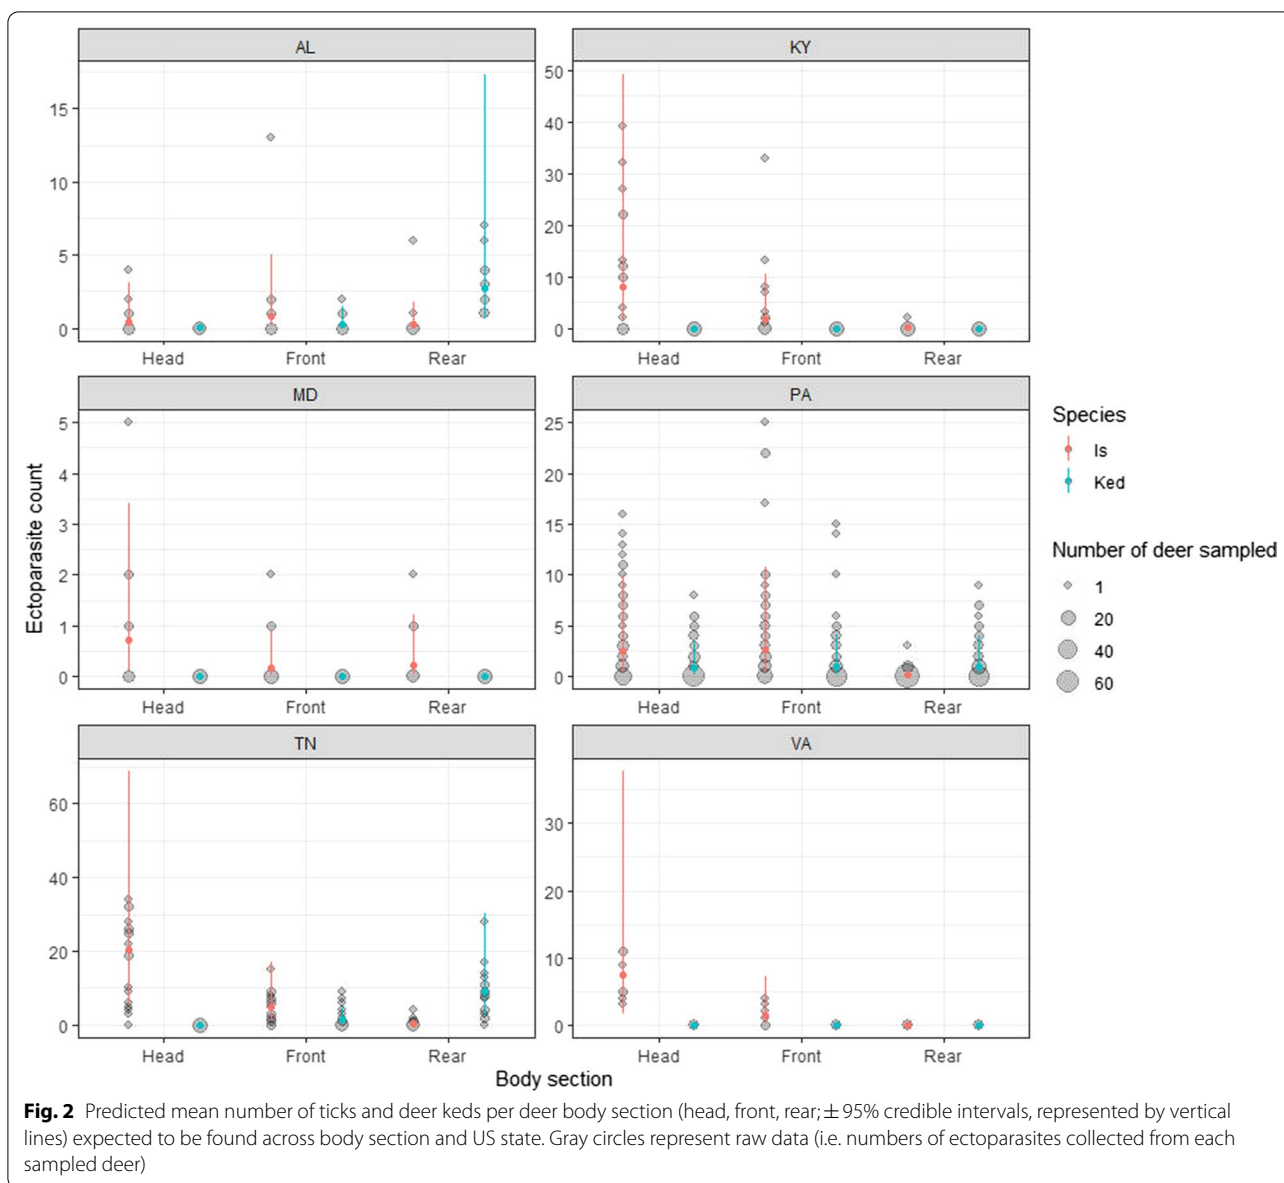 AL
KY
15
10
5
0
50
40
30
20
10
0
Head Front Rear
Head Front Rear
MD
PA
5
4
3
2
1
0
25
20
15
10
5
0
Head Front Rear
Head Front Rear
TN
VA
60
40
20
0
30
20
10
0
Head Front Rear
Head Front Rear
Ectoparasite count
Body section
Species
Is
Ked
Number of deer sampled
1
20
40
60
Fig. 2 Predicted mean number of ticks and deer keds per deer body section (head, front, rear; ± 95% credible intervals, represented by vertical
lines) expected to be found across body section and US state. Gray circles represent raw data (i.e. numbers of ectoparasites collected from each
sampled deer)